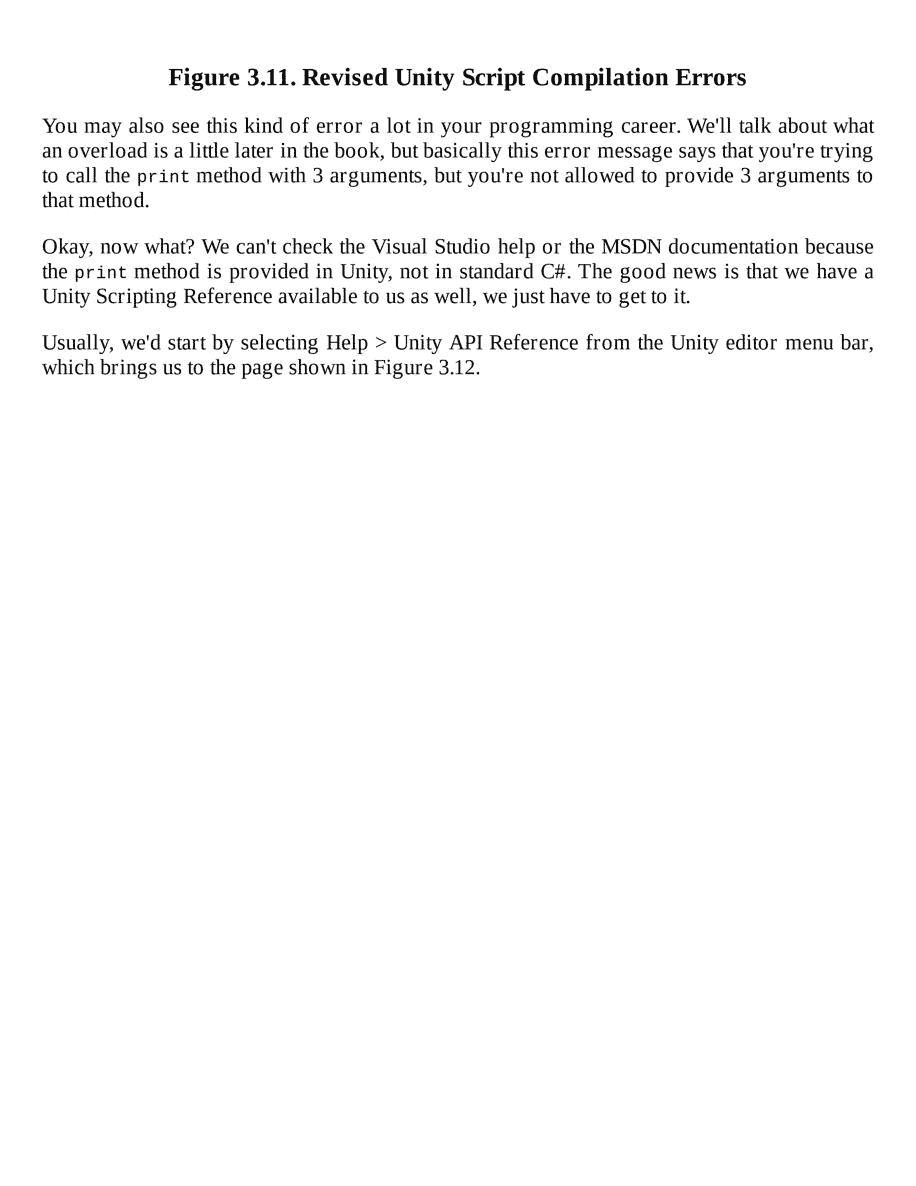 Figure 3.11. Revised Unity Script Compilation Errors
You may also see this kind of error a lot in your programming career. We'll talk about what
an overload is a little later in the book, but basically this error message says that you're trying
to call the print method with 3 arguments, but you're not allowed to provide 3 arguments to
that method.
Okay, now what? We can't check the Visual Studio help or the MSDN documentation because
the print method is provided in Unity, not in standard C#. The good news is that we have a
Unity Scripting Reference available to us as well, we just have to get to it.
Usually, we'd start by selecting Help > Unity API Reference from the Unity editor menu bar,
which brings us to the page shown in Figure 3.12.